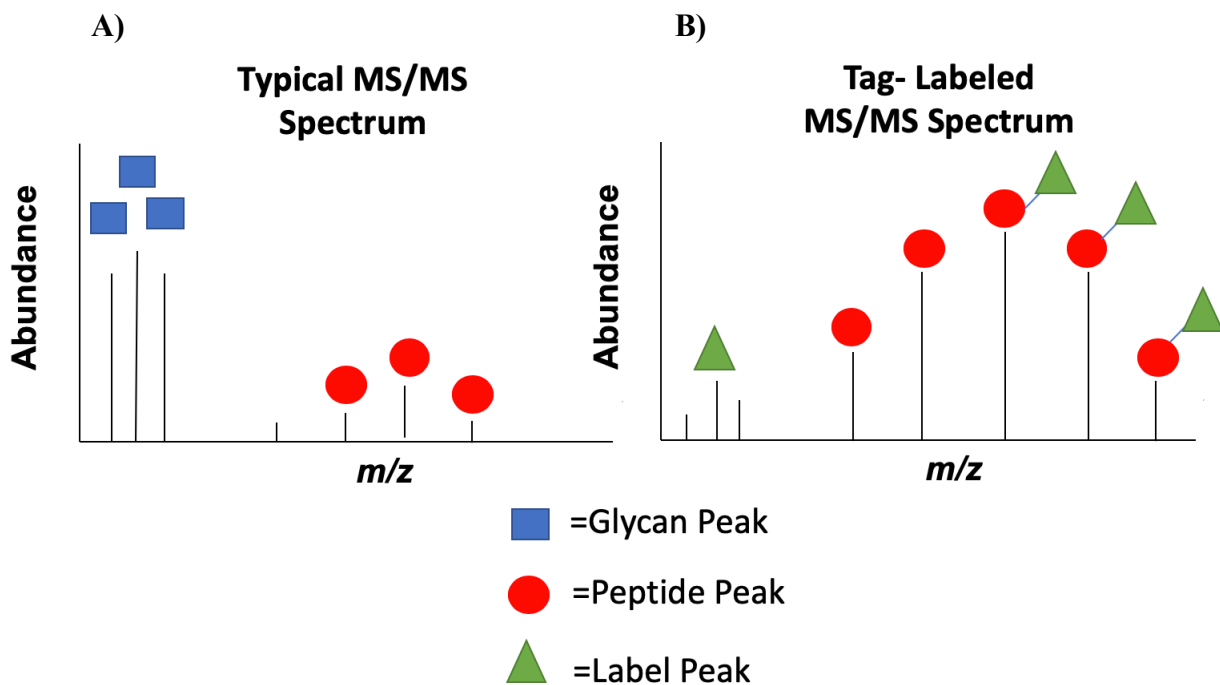 A)
Typical MS/MS
Spectrum
Abundance
m/z
B)
Tag- Labeled
MS/MS Spectrum
Abundance
m/z
=Glycan Peak
=Peptide Peak
=Label Peak